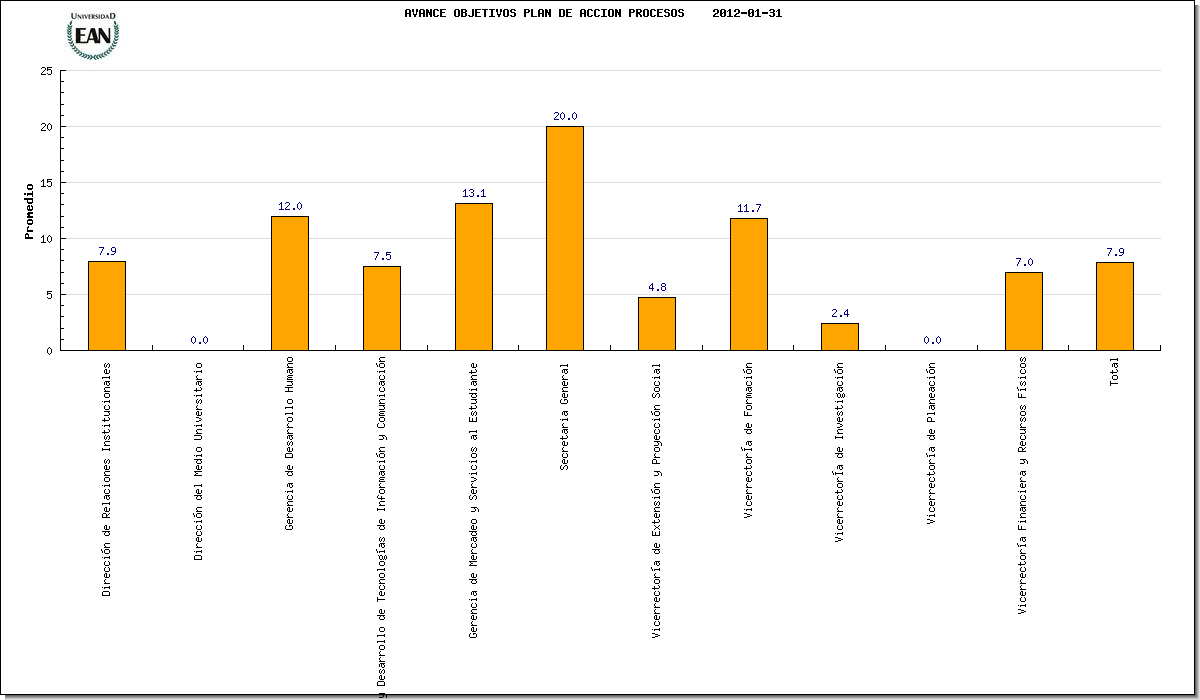 UNIVERSIDAD
EAN
AVANCE OBJETIVOS PLAN DE ACCION PROCESOS 2012-01-31
Promedio
25
20
15
10
5
0
7.9
0.0
12.0
7.5
13.1
20.0
4.8
11.7
2.4
0.0
7.0
7.9
Dirección de Relaciones Institucionales
Dirección del Medio Universitario
Gerencia de Desarrollo Humano
y Desarrollo de Tecnologías de Información y Comunicación
Gerencia de Mercadeo y Servicios al Estudiante
Secretaria General
Vicerrectoría de Extensión y Proyección Social
VicerrectorÍa de Formación
VicerrectorÍa de Investigación
Vicerrectoría de Planeación
Vicerrectoría Financiera y Recursos Físicos
Total